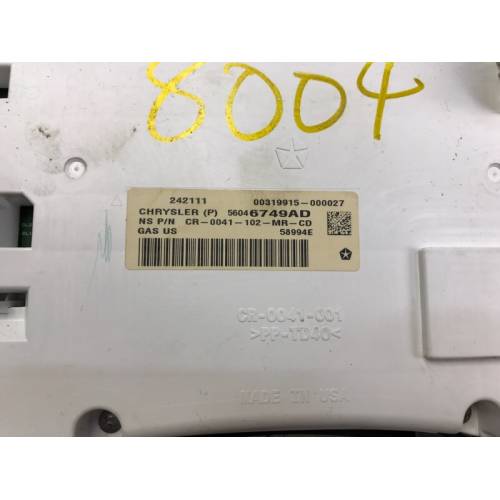 8004
242111 00319915-000027
CHRYSLER (P) 56046749AD
NS P/N CR-0041-102-MR-CD
GAS US 58994E
CR-0041-001
>PP-TD40<
MADE IN USA